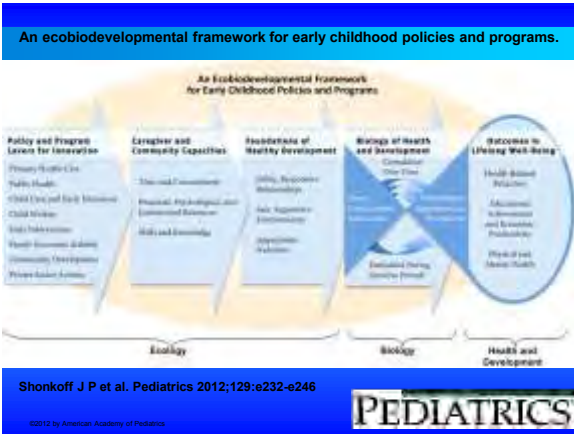 An ecobiodevelopmental framework for early childhood policies and programs.
An Ecobiodevelopmental Framework
for Early Childhood Policies and Programs
Policy and Program
Levers for Innovation
Primary Health Care
Public Health
Child Care and Early Education
Child Welfare
Early Intervention
Family Economic Stability
Community Development
Private Sector Actions
Caregiver and
Community Capacities
Time and Commitment
Financial, Psychological, and
Institutional Resources
Skills and Knowledge
Foundations of
Healthy Development
Stable, Responsive
Relationships
Safe, Supportive
Environments
Appropriate
Nutrition
Biology of Health
and Development
Cumulative
Over Time
Embedded During
Sensitive Periods
Outcomes in
Lifelong Well-Being
Health-Related
Behaviors
Educational
Achievement
and Economic
Productivity
Physical and
Mental Health
Ecology
Biology
Health and
Development
Shonkoff J P et al. Pediatrics 2012;129:e232-e246
©2012 by American Academy of Pediatrics
PEDIATRICS